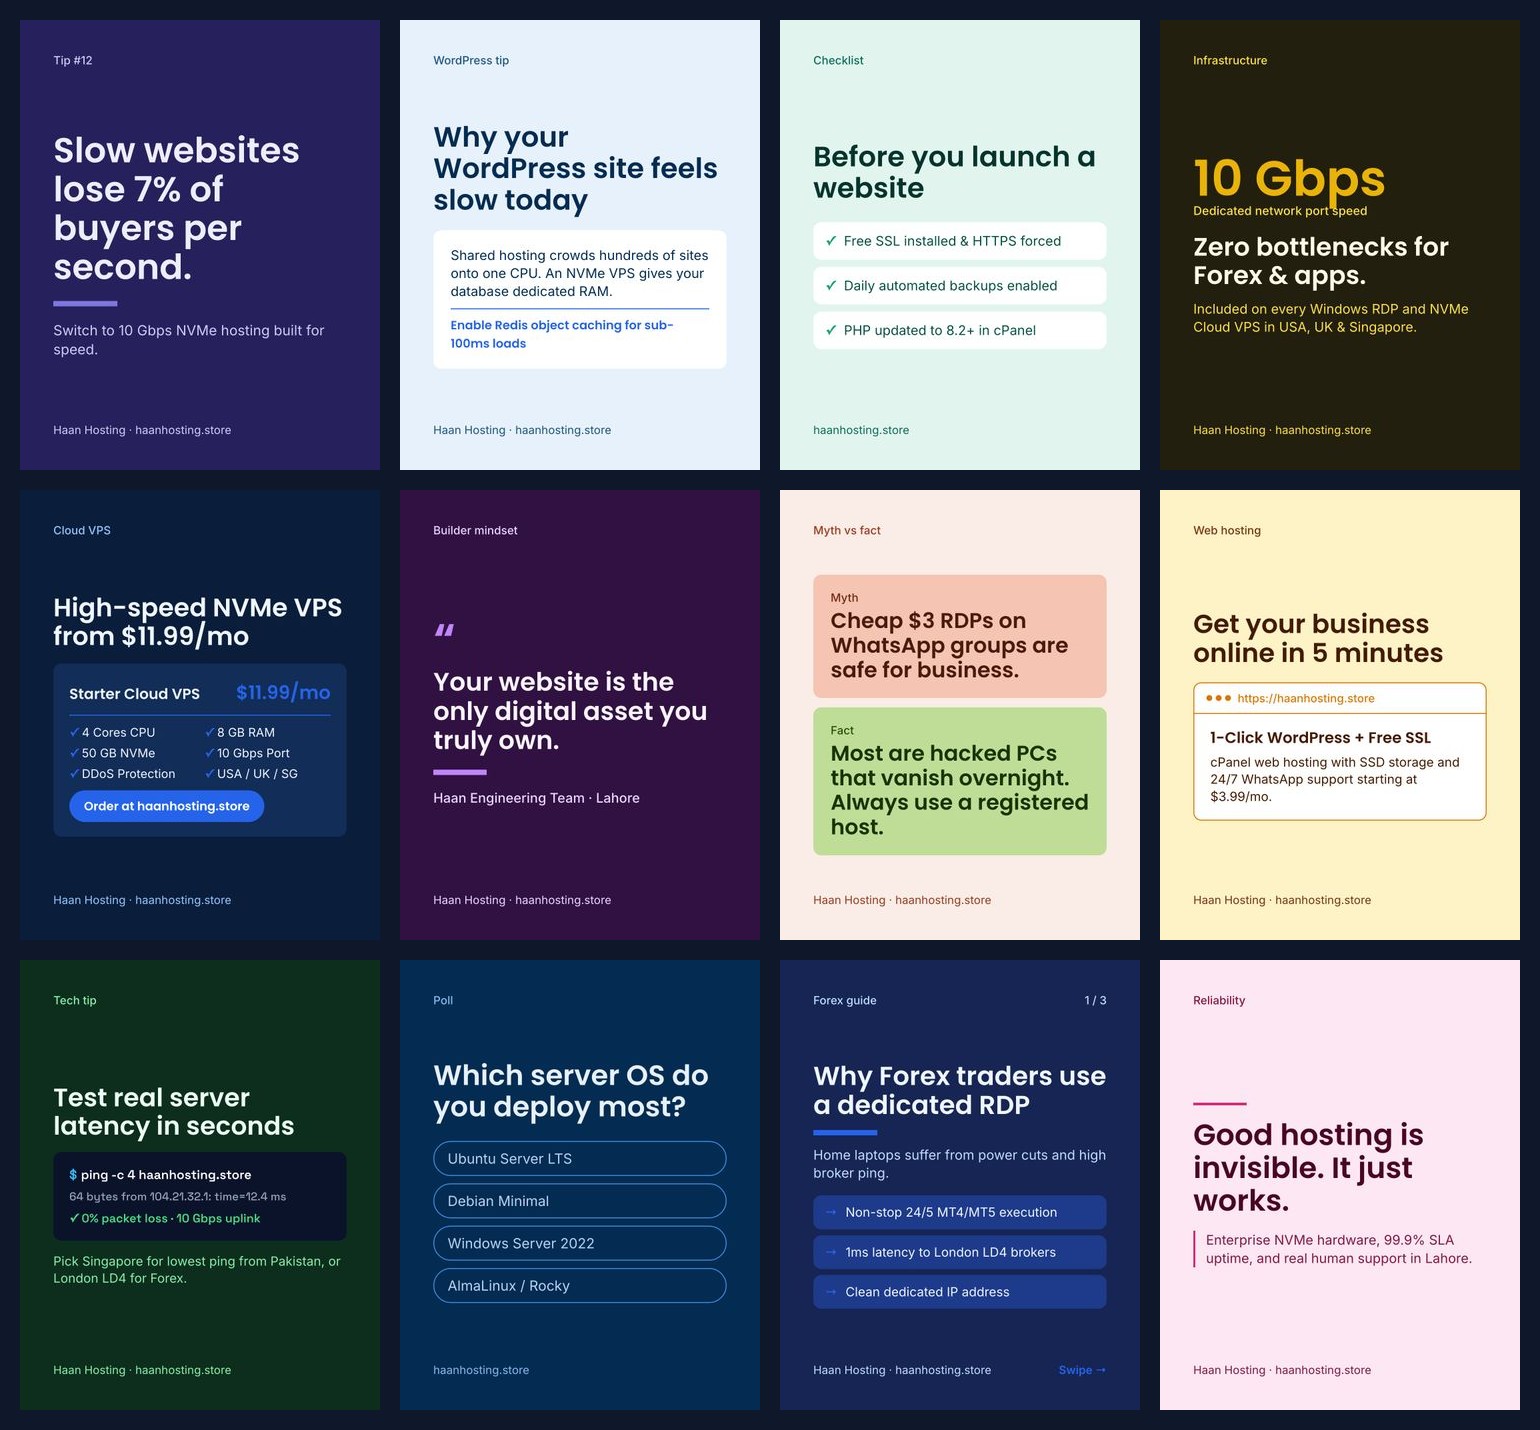 Tip #12
Slow websites
lose 7% of
buyers per
second.
Switch to 10 Gbps NVMe hosting built for
speed.
Haan Hosting · haanhosting.store
WordPress tip
Why your
WordPress site feels
slow today
Shared hosting crowds hundreds of sites
onto one CPU. An NVMe VPS gives your
database dedicated RAM.
Enable Redis object caching for sub-
100ms loads
Haan Hosting · haanhosting.store
Checklist
Before you launch a
website
✓ Free SSL installed & HTTPS forced
✓ Daily automated backups enabled
✓ PHP updated to 8.2+ in cPanel
haanhosting.store
Infrastructure
10 Gbps
Dedicated network port speed
Zero bottlenecks for
Forex & apps.
Included on every Windows RDP and NVMe
Cloud VPS in USA, UK & Singapore.
Haan Hosting · haanhosting.store
Cloud VPS
High-speed NVMe VPS
from $11.99/mo
Starter Cloud VPS $11.99/mo
✓ 4 Cores CPU ✓ 8 GB RAM
✓ 50 GB NVMe ✓ 10 Gbps Port
✓ DDoS Protection ✓ USA / UK / SG
Order at haanhosting.store
Haan Hosting · haanhosting.store
Builder mindset
“
Your website is the
only digital asset you
truly own.
Haan Engineering Team · Lahore
Haan Hosting · haanhosting.store
Myth vs fact
Myth
Cheap $3 RDPs on
WhatsApp groups are
safe for business.
Fact
Most are hacked PCs
that vanish overnight.
Always use a registered
host.
Haan Hosting · haanhosting.store
Web hosting
Get your business
online in 5 minutes
https://haanhosting.store
1-Click WordPress + Free SSL
cPanel web hosting with SSD storage and
24/7 WhatsApp support starting at
$3.99/mo.
Haan Hosting · haanhosting.store
Tech tip
Test real server
latency in seconds
$ ping -c 4 haanhosting.store
64 bytes from 104.21.32.1: time=12.4 ms
✓ 0% packet loss · 10 Gbps uplink
Pick Singapore for lowest ping from Pakistan, or
London LD4 for Forex.
Haan Hosting · haanhosting.store
Poll
Which server OS do
you deploy most?
Ubuntu Server LTS
Debian Minimal
Windows Server 2022
AlmaLinux / Rocky
haanhosting.store
Forex guide 1 / 3
Why Forex traders use
a dedicated RDP
Home laptops suffer from power cuts and high
broker ping.
→ Non-stop 24/5 MT4/MT5 execution
→ 1ms latency to London LD4 brokers
→ Clean dedicated IP address
Haan Hosting · haanhosting.store Swipe →
Reliability
Good hosting is
invisible. It just
works.
Enterprise NVMe hardware, 99.9% SLA
uptime, and real human support in Lahore.
Haan Hosting · haanhosting.store